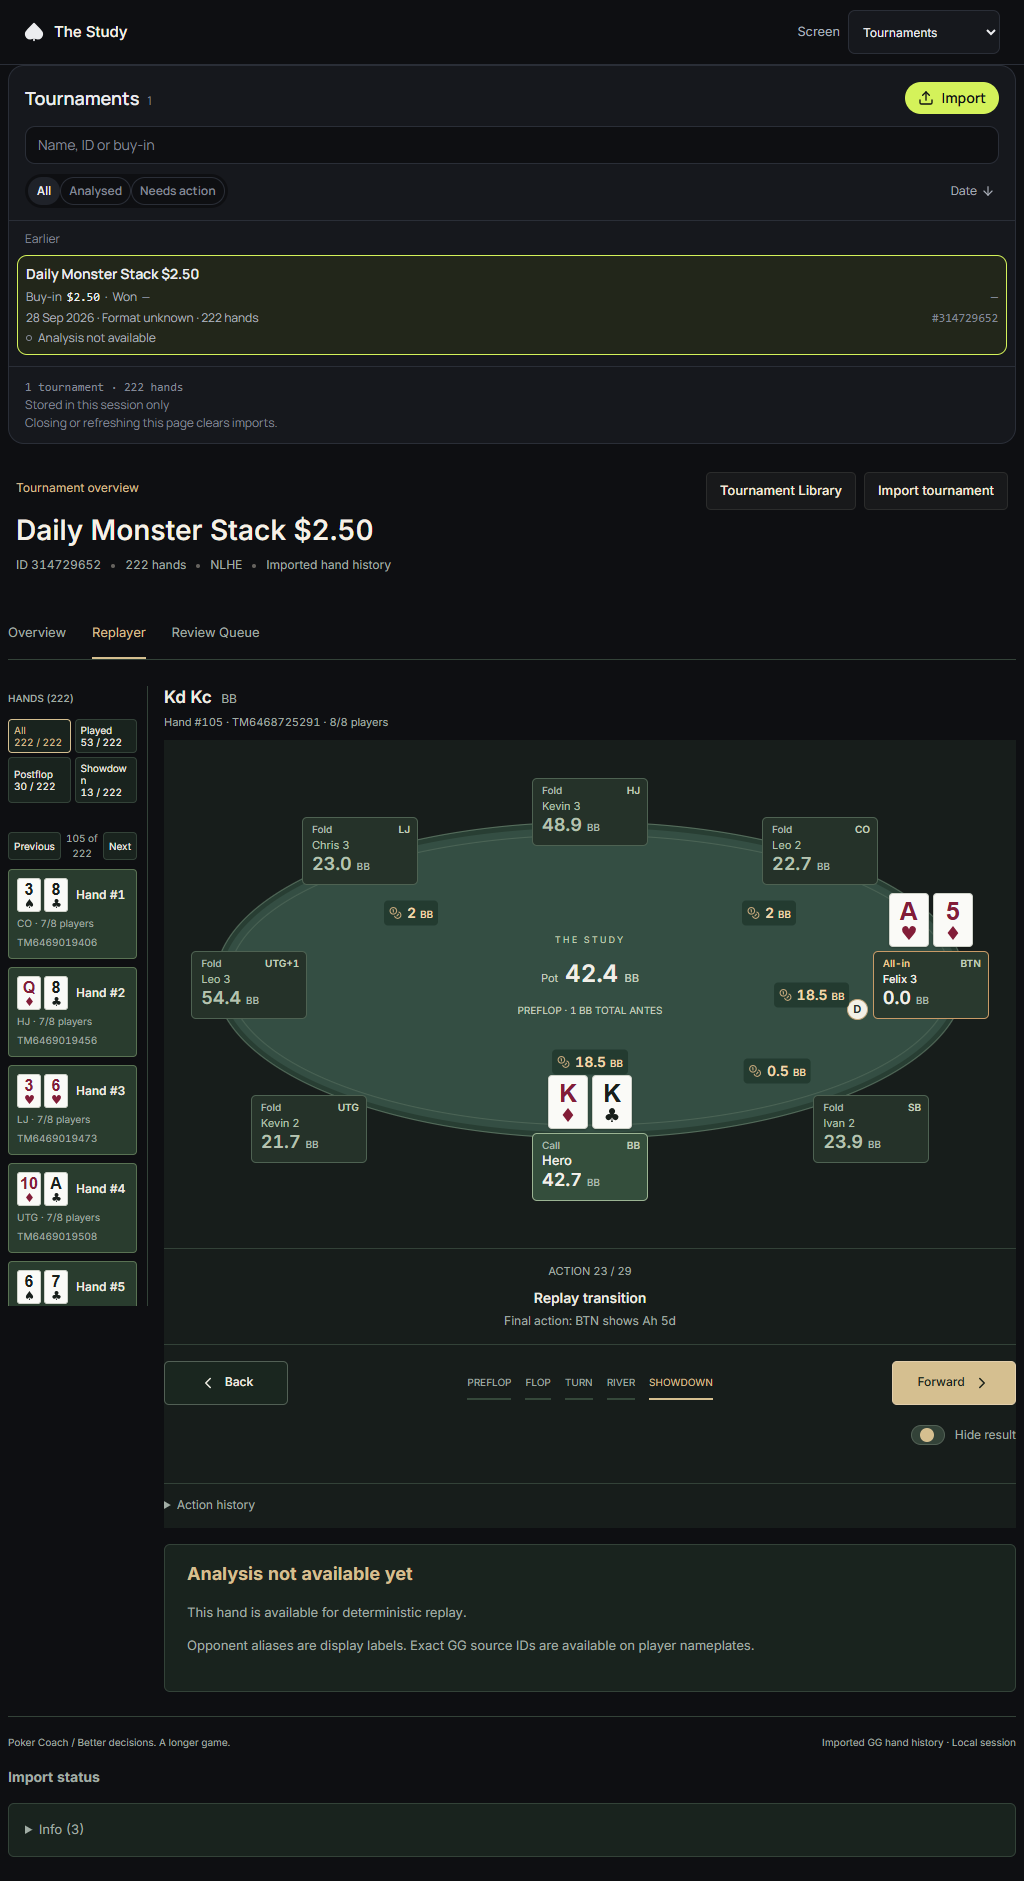 The Study
Screen
Tournaments
Tournaments 1
Import
Name, ID or buy-in
All
Analysed
Needs action
Date ↓
Earlier
Daily Monster Stack $2.50
Buy-in $2.50 · Won —
—
28 Sep 2026 · Format unknown · 222 hands
#314729652
Analysis not available
1 tournament · 222 hands
Stored in this session only
Closing or refreshing this page clears imports.
Tournament overview
Tournament Library
Import tournament
Daily Monster Stack $2.50
ID 314729652 • 222 hands • NLHE • Imported hand history
Overview
Replayer
Review Queue
HANDS (222)
All
222 / 222
Played
53 / 222
Postflop
30 / 222
Showdow
n
13 / 222
Previous
105 of
222
Next
3 ♠ 8 ♣ Hand #1
CO · 7/8 players
TM6469019406
Q ♦ 8 ♣ Hand #2
HJ · 7/8 players
TM6469019456
3 ♥ 6 ♥ Hand #3
LJ · 7/8 players
TM6469019473
10 ♦ A ♣ Hand #4
UTG · 7/8 players
TM6469019508
6 ♠ 7 ♣ Hand #5
Kd Kc BB
Hand #105 · TM6468725291 · 8/8 players
Fold HJ
Kevin 3
48.9 BB
Fold LJ
Chris 3
23.0 BB
Fold CO
Leo 2
22.7 BB
2 BB
2 BB
A ♥ 5 ♦
THE STUDY
Pot 42.4 BB
PREFLOP · 1 BB TOTAL ANTES
Fold UTG+1
Leo 3
54.4 BB
All-in BTN
Felix 3
0.0 BB
18.5 BB
D
18.5 BB
0.5 BB
K ♦ K ♣
Fold UTG
Kevin 2
21.7 BB
Call BB
Hero
42.7 BB
Fold SB
Ivan 2
23.9 BB
ACTION 23 / 29
Replay transition
Final action: BTN shows Ah 5d
Back
PREFLOP
FLOP
TURN
RIVER
SHOWDOWN
Forward
Hide result
Action history
Analysis not available yet
This hand is available for deterministic replay.
Opponent aliases are display labels. Exact GG source IDs are available on player nameplates.
Poker Coach / Better decisions. A longer game.
Imported GG hand history · Local session
Import status
Info (3)